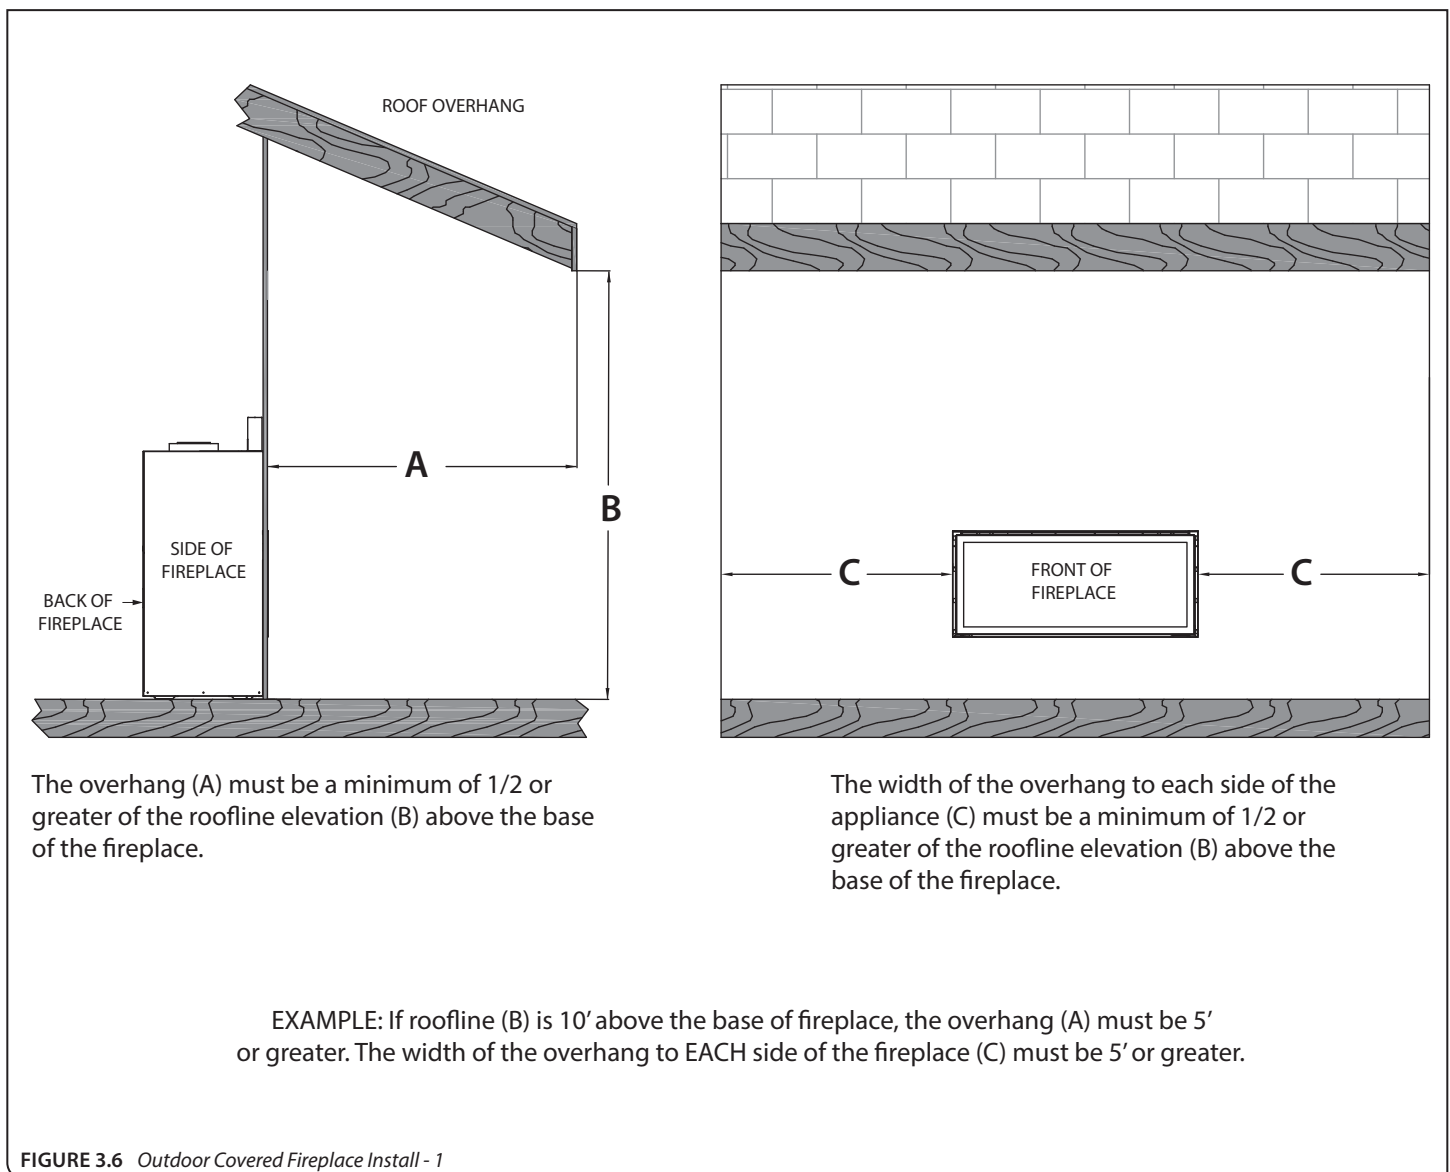 ROOF OVERHANG
A
B
SIDE OF
FIREPLACE
BACK OF
FIREPLACE
C
FRONT OF
FIREPLACE
C
The overhang (A) must be a minimum of 1/2 or
greater of the roofline elevation (B) above the base
of the fireplace.
The width of the overhang to each side of the
appliance (C) must be a minimum of 1/2 or
greater of the roofline elevation (B) above the
base of the fireplace.
EXAMPLE: If roofline (B) is 10’ above the base of fireplace, the overhang (A) must be 5’
or greater. The width of the overhang to EACH side of the fireplace (C) must be 5’ or greater.
FIGURE 3.6 Outdoor Covered Fireplace Install - 1